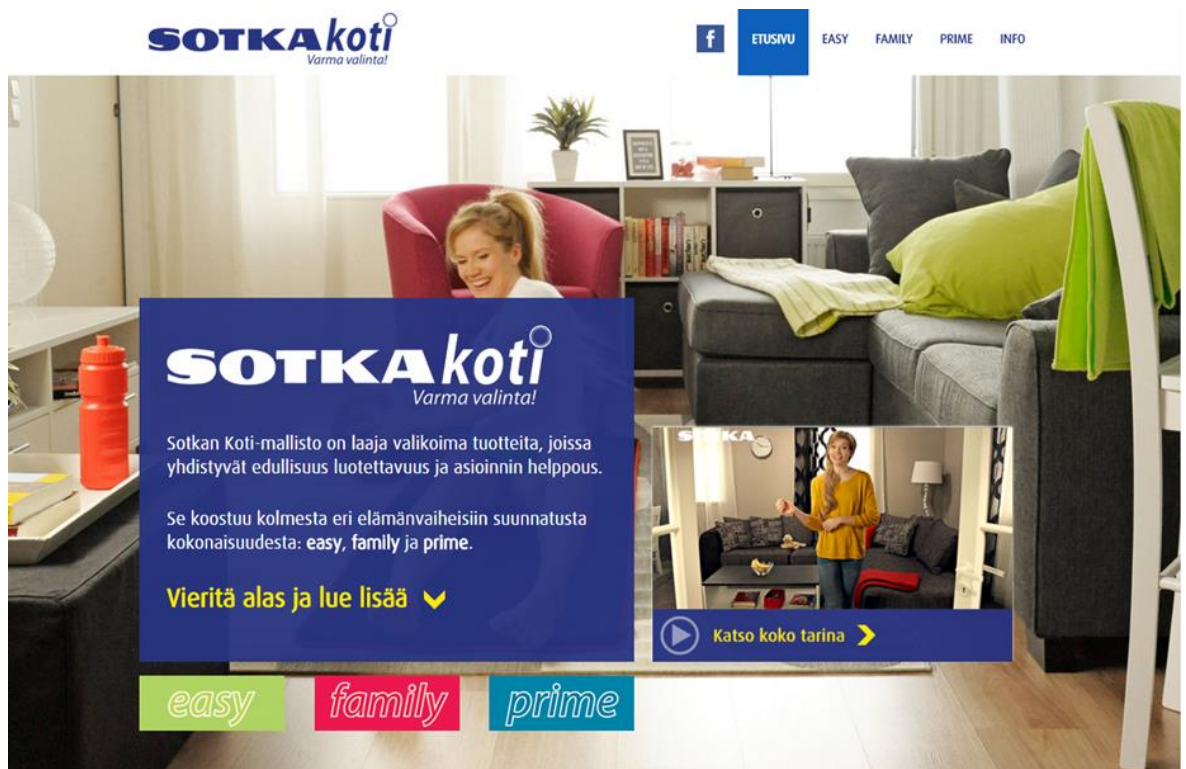 SOTKA koti
Varma valinta!
f
ETUSIVU
EASY
FAMILY
PRIME
INFO
SOTKA koti
Varma valinta!
Sotkan Koti-mallisto on laaja valikoima tuotteita, joissa
yhdistyvät edullisuus luotettavuus ja asioinnin helppous.
Se koostuu kolmesta eri elämänvaiheisiin suunnatusta
kokonaisuudesta: easy, family ja prime.
Vieritä alas ja lue lisää
SOTKA
Katso koko tarina
easy
family
prime